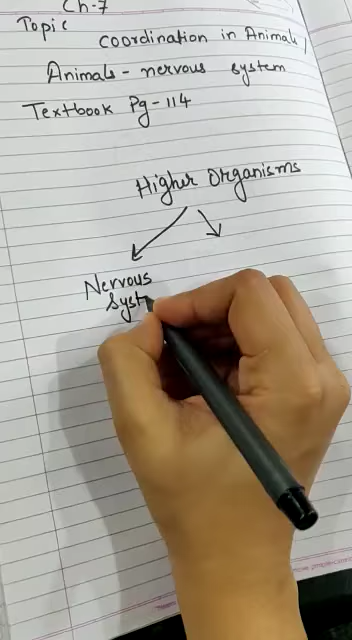 Ch-7
Topic
coordination in Animals /
Animals - nervous system
Textbook Pg-114
Higher Organisms
Nervous
Syst